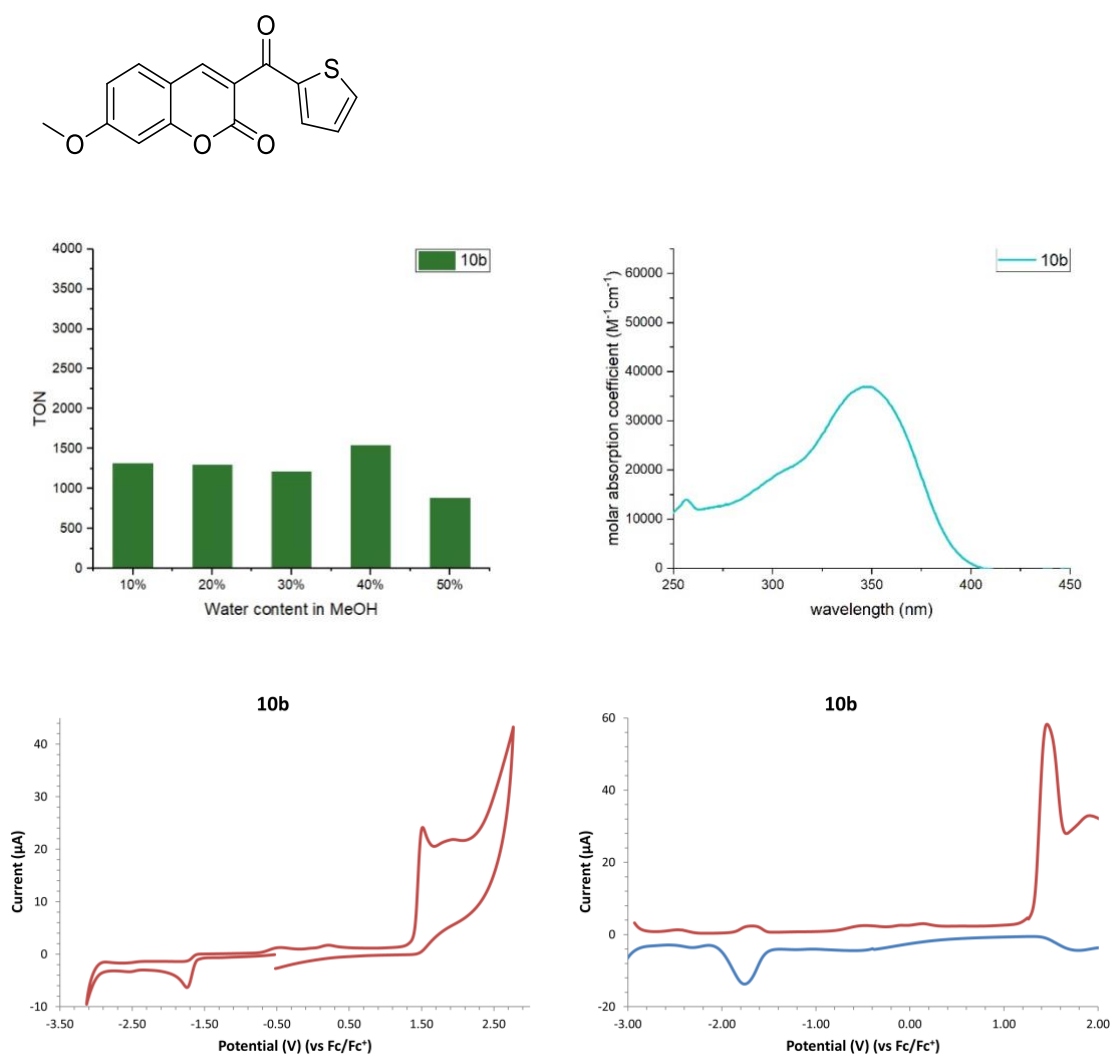 O
S
O
O
O
4000
3500
3000
2500
2000
1500
1000
500
0
TON
10b
10% 20% 30% 40% 50%
Water content in MeOH
60000
50000
40000
30000
20000
10000
0
molar absorption coefficient (M⁻¹cm⁻¹)
10b
250 300 350 400 450
wavelength (nm)
10b
40
30
20
10
0
-10
Current (µA)
-3.50 -2.50 -1.50 -0.50 0.50 1.50 2.50
Potential (V) (vs Fc/Fc⁺)
10b
60
40
20
0
-20
Current (µA)
-3.00 -2.00 -1.00 0.00 1.00 2.00
Potential (V) (vs Fc/Fc⁺)